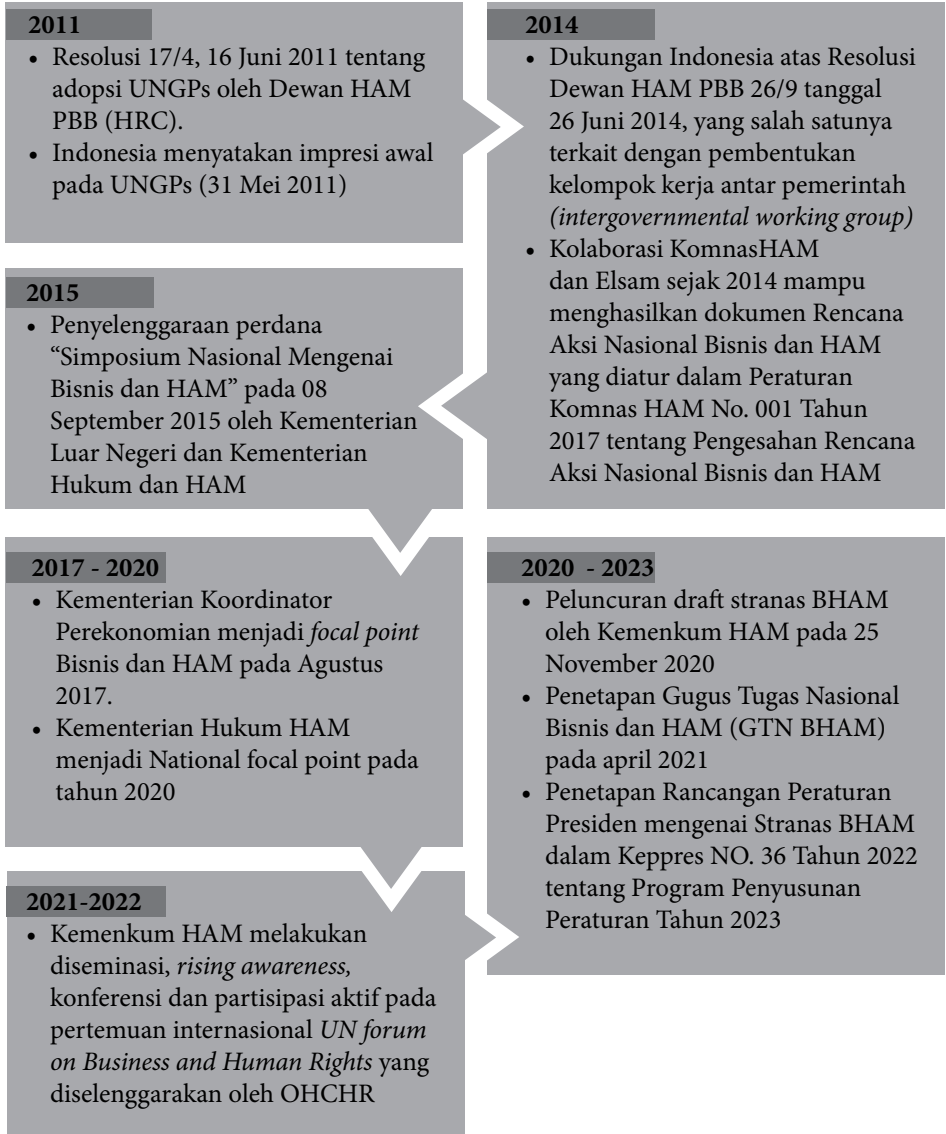 2011
• Resolusi 17/4, 16 Juni 2011 tentang
adopsi UNGPs oleh Dewan HAM
PBB (HRC).
• Indonesia menyatakan impresi awal
pada UNGPs (31 Mei 2011)
2014
• Dukungan Indonesia atas Resolusi
Dewan HAM PBB 26/9 tanggal
26 Juni 2014, yang salah satunya
terkait dengan pembentukan
kelompok kerja antar pemerintah
(intergovernmental working group)
• Kolaborasi KomnasHAM
dan Elsam sejak 2014 mampu
menghasilkan dokumen Rencana
Aksi Nasional Bisnis dan HAM
yang diatur dalam Peraturan
Komnas HAM No. 001 Tahun
2017 tentang Pengesahan Rencana
Aksi Nasional Bisnis dan HAM
2015
• Penyelenggaraan perdana
“Simposium Nasional Mengenai
Bisnis dan HAM” pada 08
September 2015 oleh Kementerian
Luar Negeri dan Kementerian
Hukum dan HAM
2017 - 2020
• Kementerian Koordinator
Perekonomian menjadi focal point
Bisnis dan HAM pada Agustus
2017.
• Kementerian Hukum HAM
menjadi National focal point pada
tahun 2020
2021-2022
• Kemenkum HAM melakukan
diseminasi, rising awareness,
konferensi dan partisipasi aktif pada
pertemuan internasional UN forum
on Business and Human Rights yang
diselenggarakan oleh OHCHR
2020 - 2023
• Peluncuran draft stranas BHAM
oleh Kemenkum HAM pada 25
November 2020
• Penetapan Gugus Tugas Nasional
Bisnis dan HAM (GTN BHAM)
pada april 2021
• Penetapan Rancangan Peraturan
Presiden mengenai Stranas BHAM
dalam Keppres NO. 36 Tahun 2022
tentang Program Penyusunan
Peraturan Tahun 2023